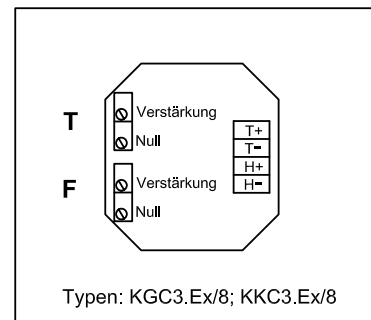 T
Verstärkung
Null
F
Verstärkung
Null
T+
T-
H+
H-
Typen: KGC3.Ex/8; KKC3.Ex/8